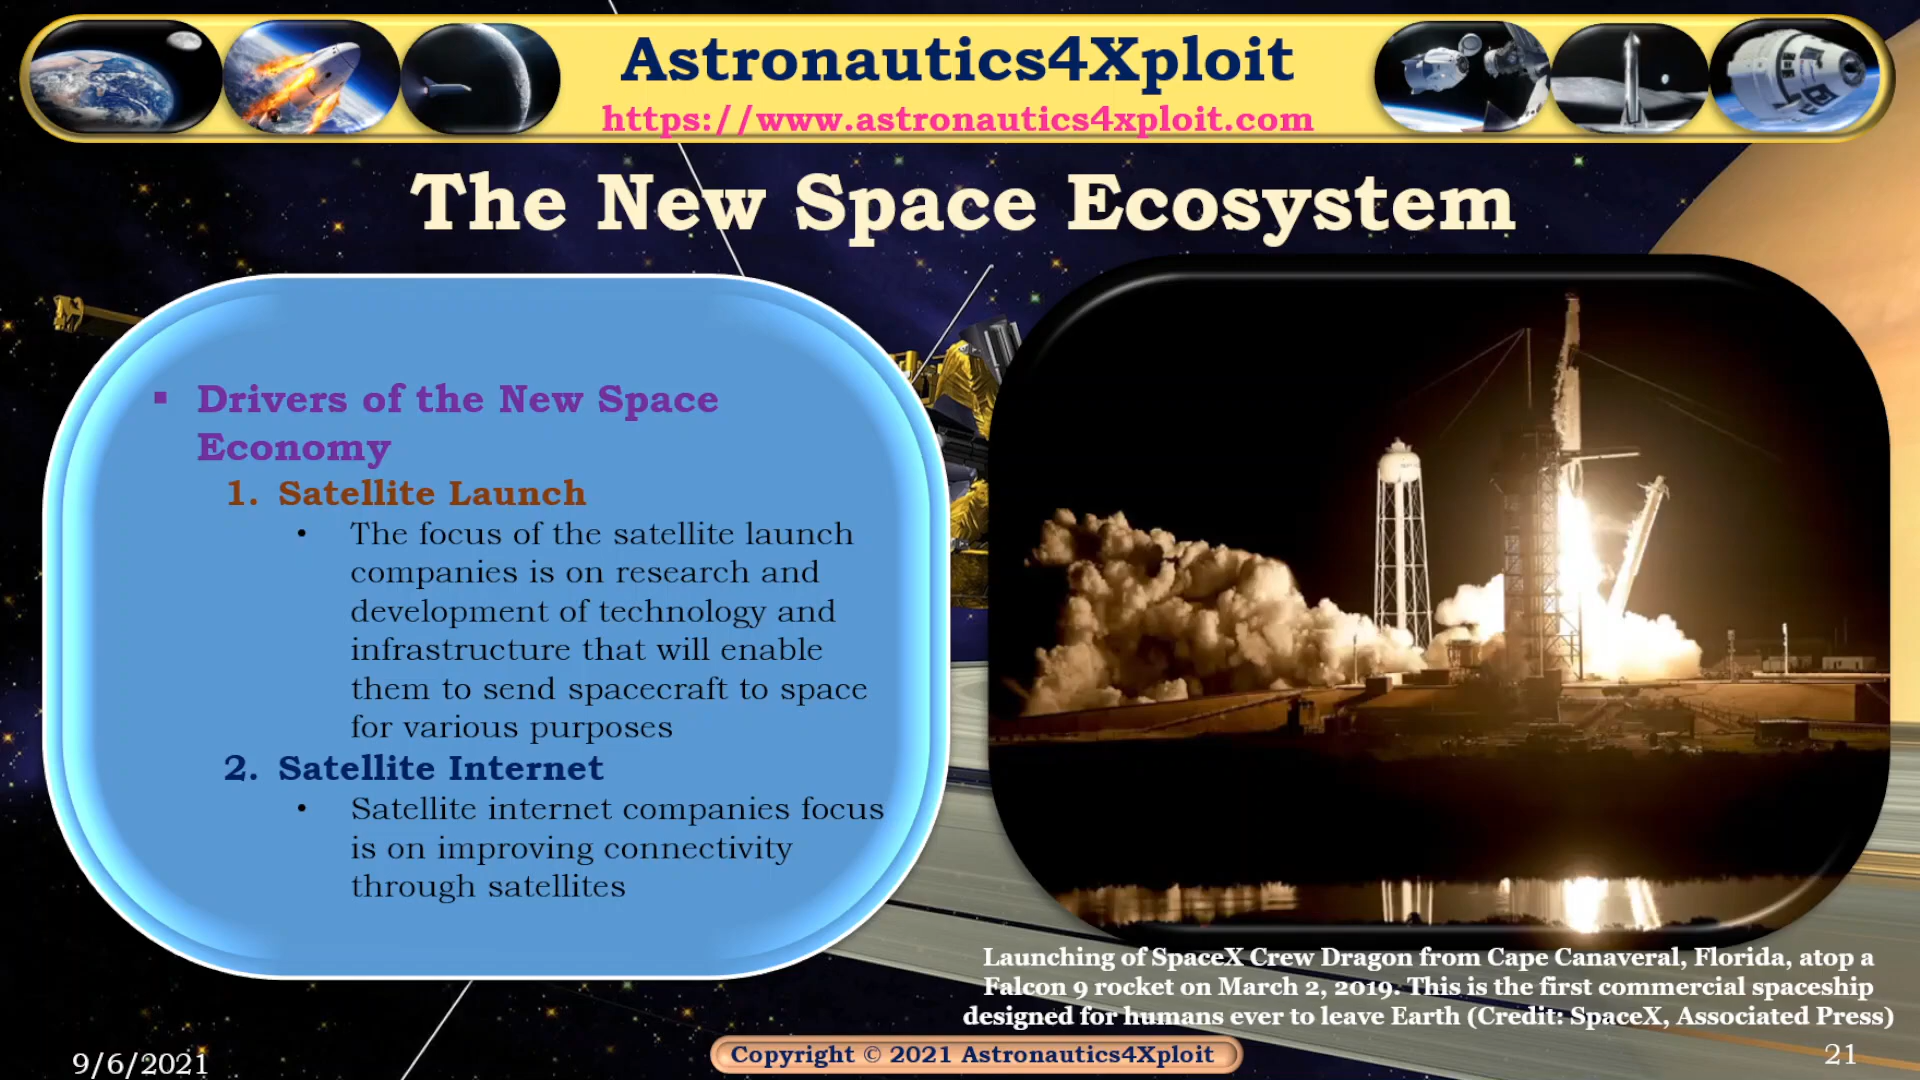 Astronautics4Xploit
https://www.astronautics4xploit.com
The New Space Ecosystem
▪ Drivers of the New Space
Economy
1. Satellite Launch
• The focus of the satellite launch
companies is on research and
development of technology and
infrastructure that will enable
them to send spacecraft to space
for various purposes
2. Satellite Internet
• Satellite internet companies focus
is on improving connectivity
through satellites
Launching of SpaceX Crew Dragon from Cape Canaveral, Florida, atop a
Falcon 9 rocket on March 2, 2019. This is the first commercial spaceship
designed for humans ever to leave Earth (Credit: SpaceX, Associated Press)
9/6/2021
Copyright © 2021 Astronautics4Xploit
21